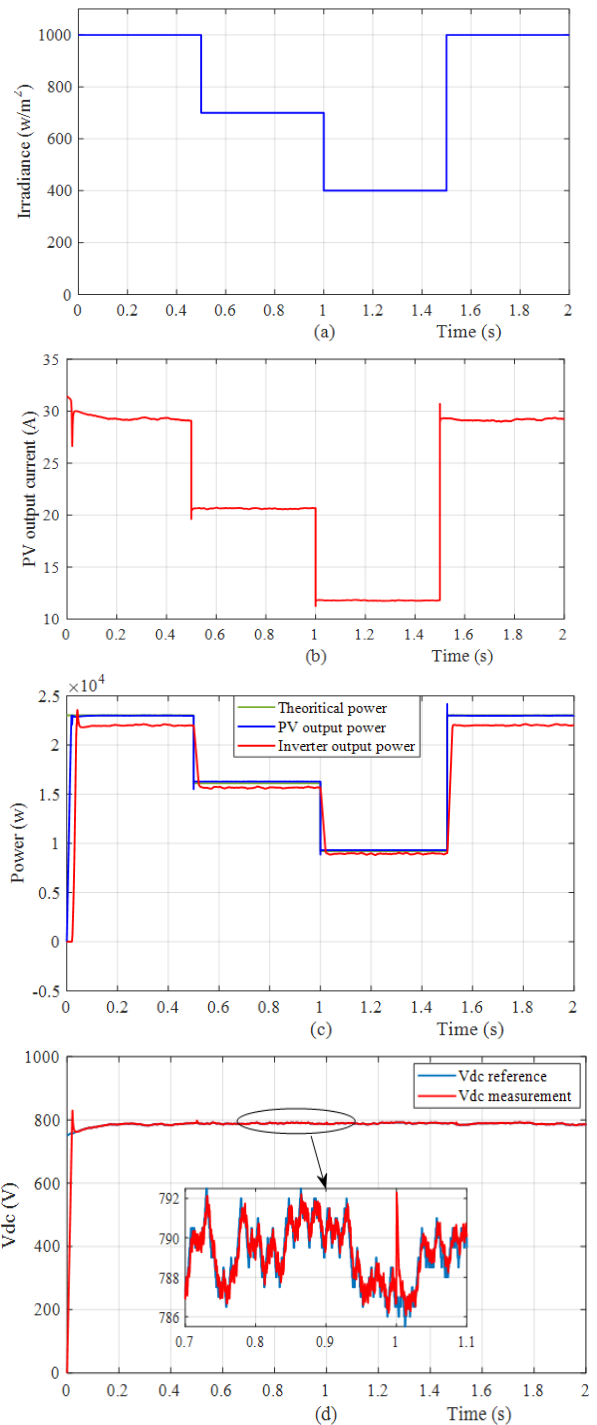 1000
800
600
400
200
0
Irradiance (w/m²)
0 0.2 0.4 0.6 0.8 1 1.2 1.4 1.6 1.8 2
(a) Time (s)
35
30
25
20
15
10
PV output current (A)
0 0.2 0.4 0.6 0.8 1 1.2 1.4 1.6 1.8 2
(b) Time (s)
×10⁴
2.5
2
1.5
1
0.5
0
-0.5
Power (w)
Theoritical power
PV output power
Inverter output power
0 0.2 0.4 0.6 0.8 1 1.2 1.4 1.6 1.8 2
(c) Time (s)
1000
800
600
400
200
0
Vdc (V)
Vdc reference
Vdc measurement
792
790
788
786
0.7 0.8 0.9 1 1.1
0 0.2 0.4 0.6 0.8 1 1.2 1.4 1.6 1.8 2
(d) Time (s)